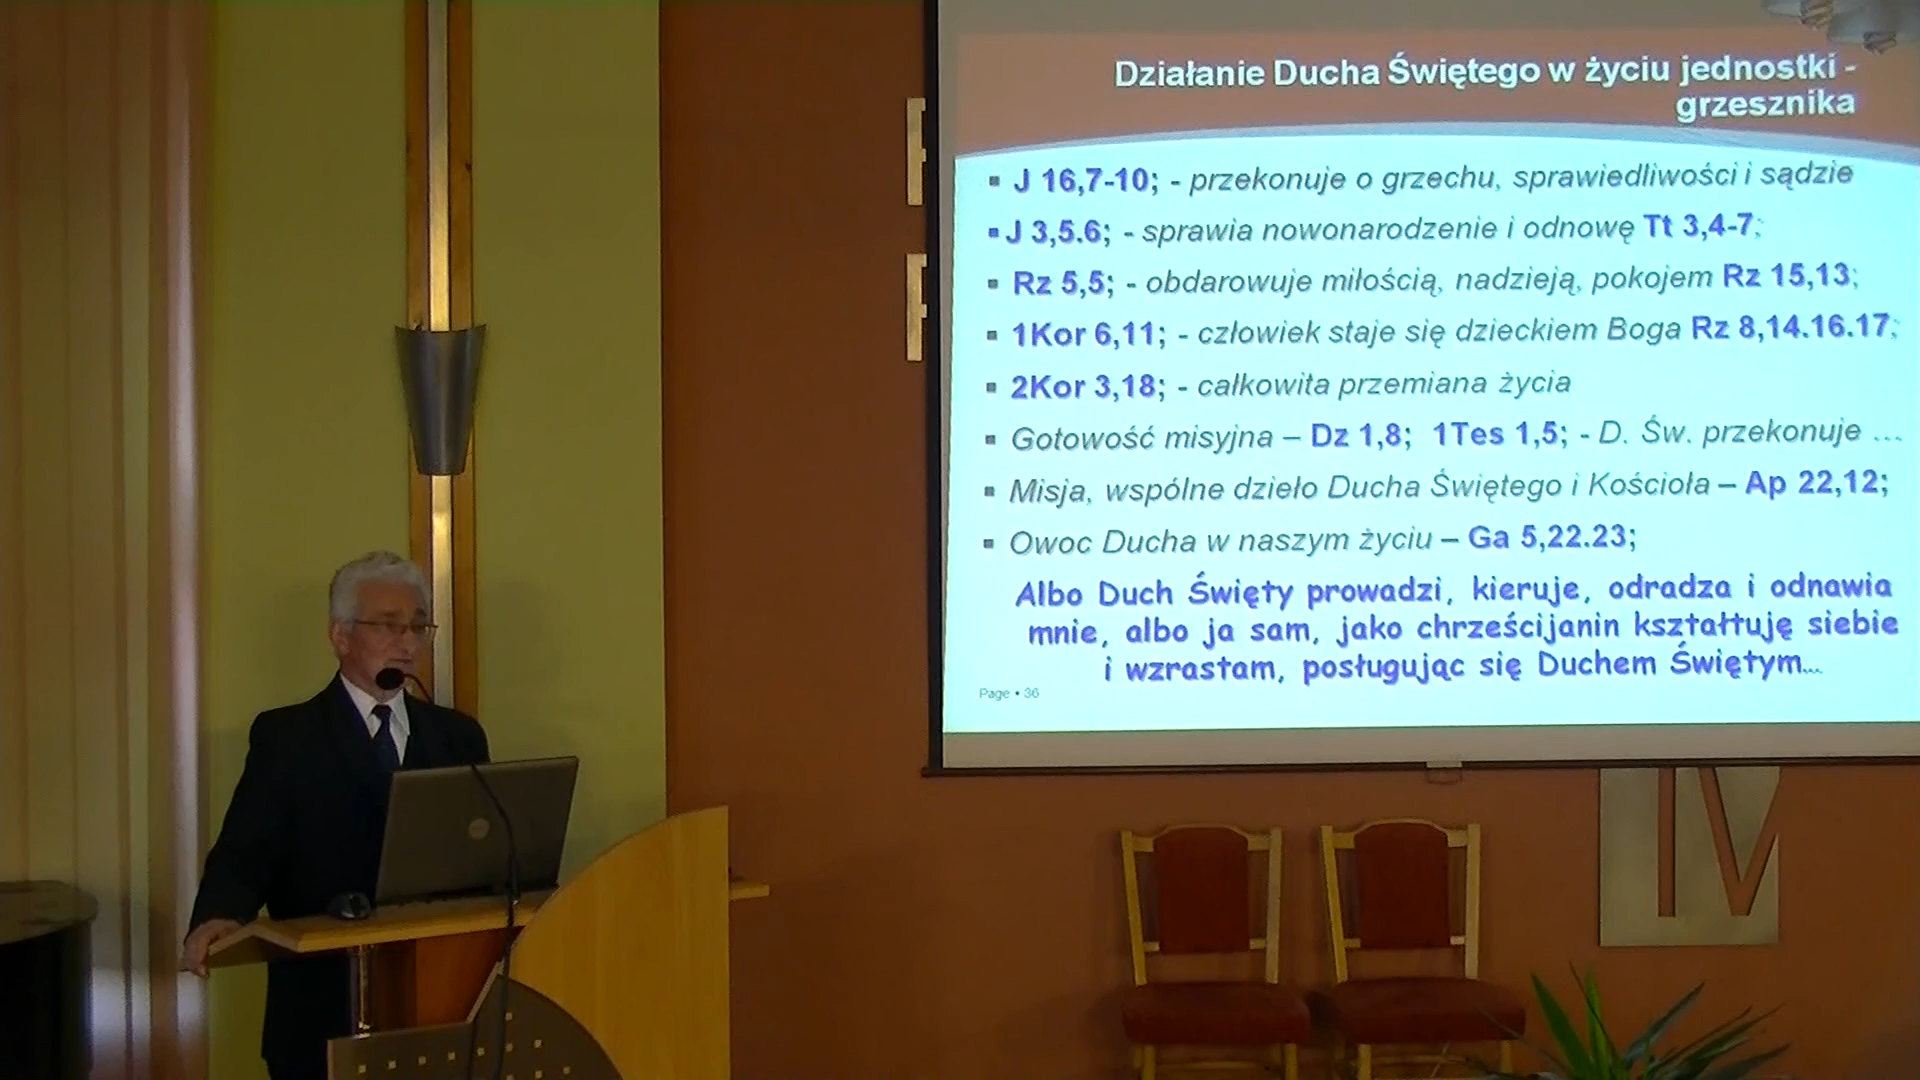 Działanie Ducha Świętego w życiu jednostki -
grzesznika
▪ J 16,7-10; - przekonuje o grzechu, sprawiedliwości i sądzie
▪ J 3,5.6; - sprawia nowonarodzenie i odnowę Tt 3,4-7;
▪ Rz 5,5; - obdarowuje miłością, nadzieją, pokojem Rz 15,13;
▪ 1Kor 6,11; - człowiek staje się dzieckiem Boga Rz 8,14.16.17;
▪ 2Kor 3,18; - całkowita przemiana życia
▪ Gotowość misyjna – Dz 1,8; 1Tes 1,5; - D. Św. przekonuje ...
▪ Misja, wspólne dzieło Ducha Świętego i Kościoła – Ap 22,12;
▪ Owoc Ducha w naszym życiu – Ga 5,22.23;
Albo Duch Święty prowadzi, kieruje, odradza i odnawia
mnie, albo ja sam, jako chrześcijanin kształtuję siebie
i wzrastam, posługując się Duchem Świętym...
Page ▪ 36